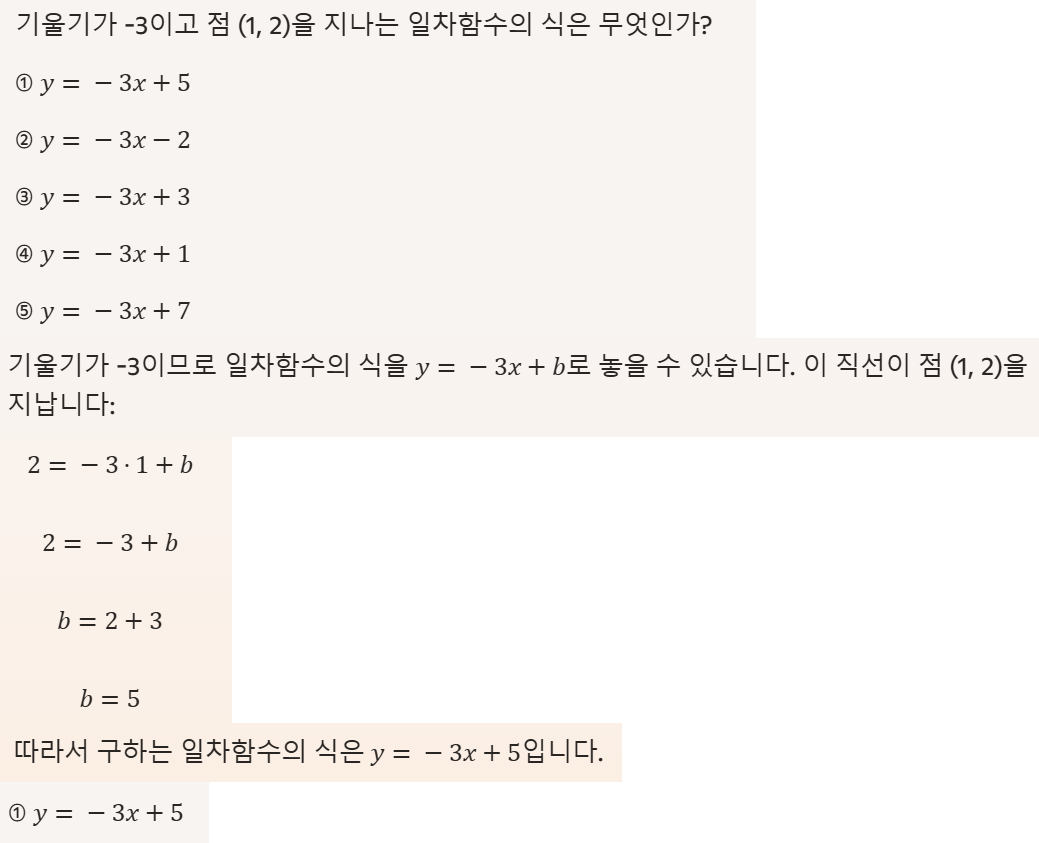 기울기가 -3이고 점 (1, 2)을 지나는 일차함수의 식은 무엇인가?
① y = − 3x + 5
② y = − 3x − 2
③ y = − 3x + 3
④ y = − 3x + 1
⑤ y = − 3x + 7
기울기가 -3이므로 일차함수의 식을 y = − 3x + b로 놓을 수 있습니다. 이 직선이 점 (1, 2)을
지납니다:
2 = − 3 · 1 + b
2 = − 3 + b
b = 2 + 3
b = 5
따라서 구하는 일차함수의 식은 y = − 3x + 5입니다.
① y = − 3x + 5